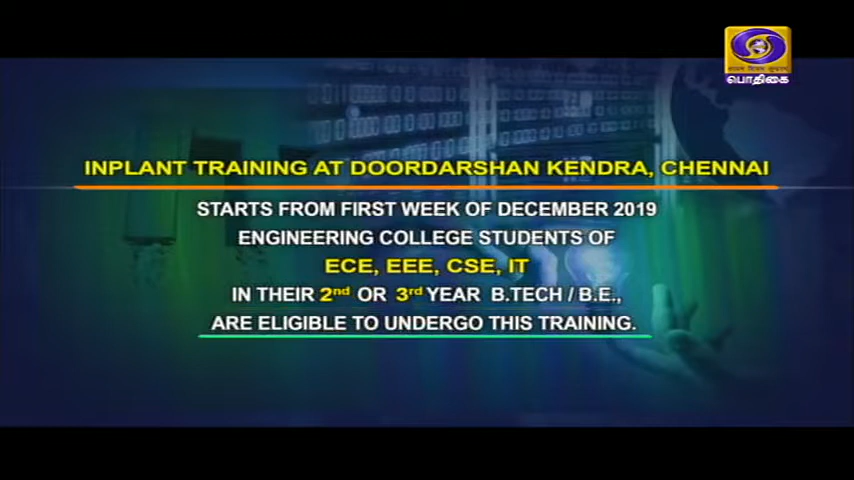 பொதிகை
INPLANT TRAINING AT DOORDARSHAN KENDRA, CHENNAI
STARTS FROM FIRST WEEK OF DECEMBER 2019
ENGINEERING COLLEGE STUDENTS OF
ECE, EEE, CSE, IT
IN THEIR 2nd OR 3rd YEAR B.TECH / B.E.,
ARE ELIGIBLE TO UNDERGO THIS TRAINING.